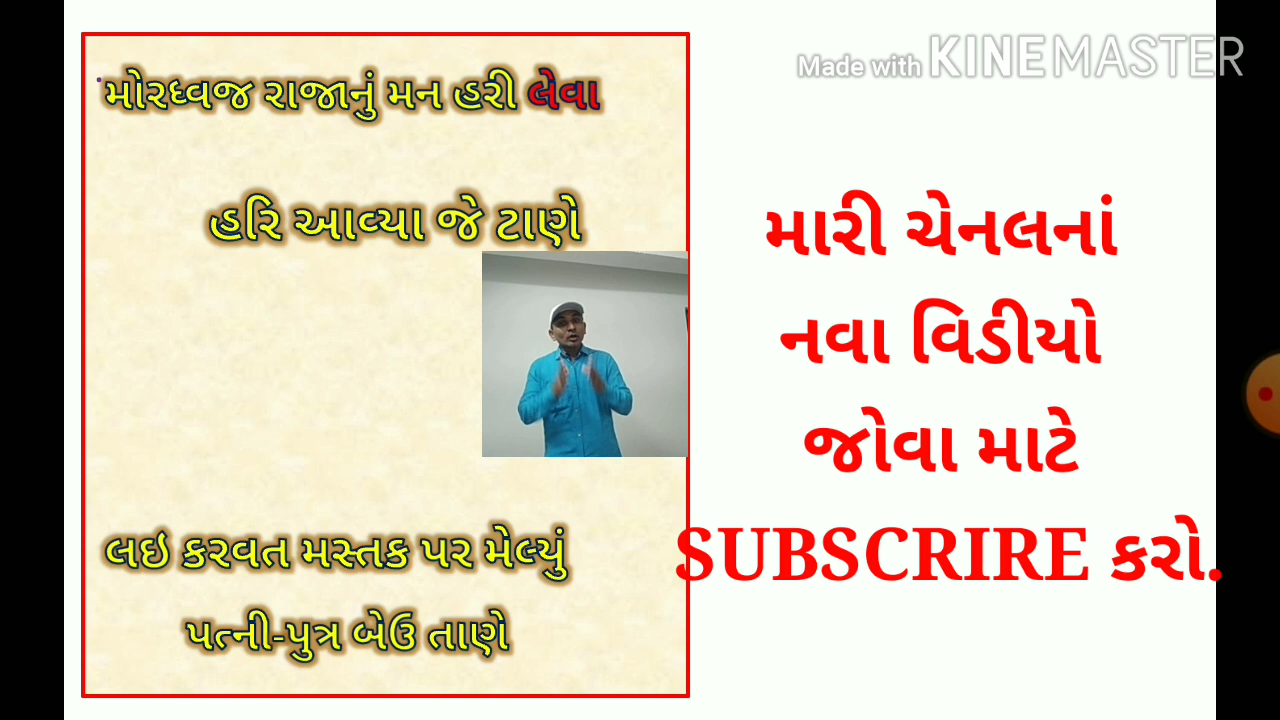 મોરધ્વજ રાજાનું મન હરી લેવા
હરિ આવ્યા જે ટાણે
લઇ કરવત મસ્તક પર મેલ્યું
પત્ની-પુત્ર બેઉ તાણે
Made with KINEMASTER
મારી ચેનલનાં
નવા વિડીયો
જોવા માટે
SUBSCRIRE કરો.